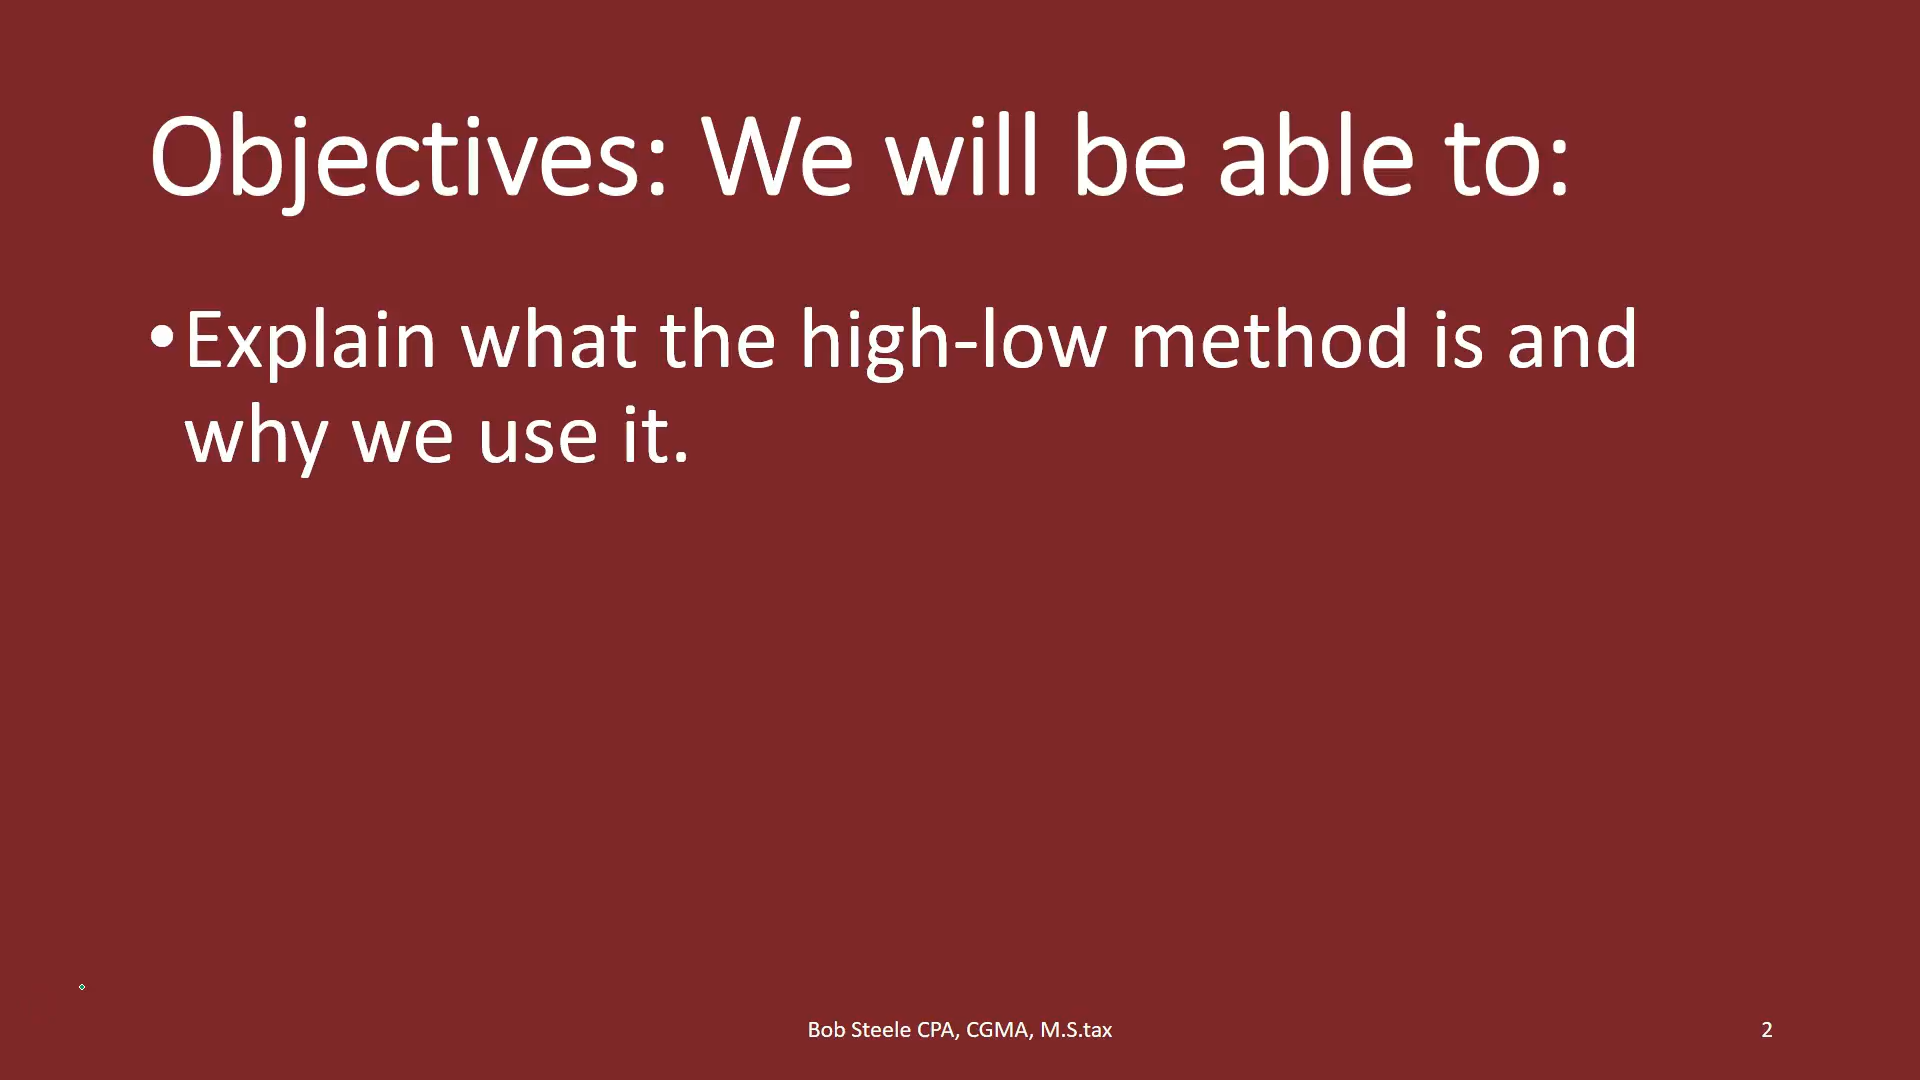 Objectives: We will be able to:
•Explain what the high-low method is and
why we use it.
Bob Steele CPA, CGMA, M.S.tax
2